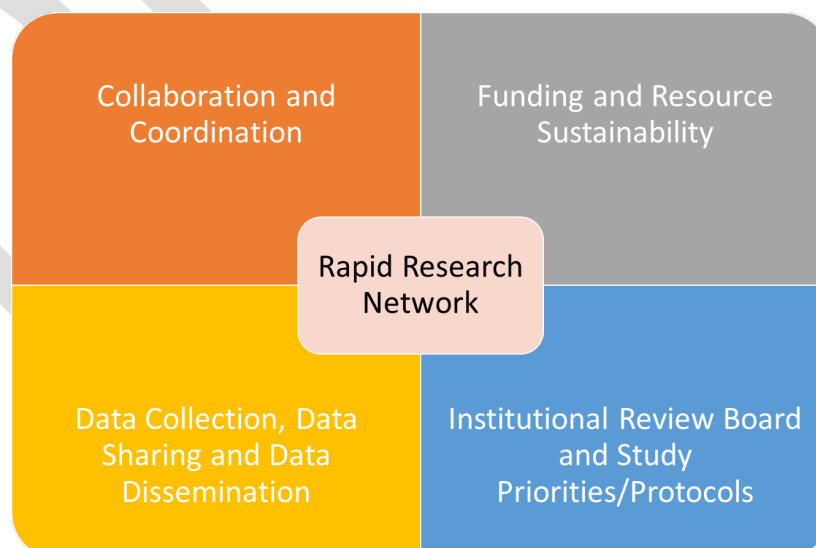 Collaboration and
Coordination
Funding and Resource
Sustainability
Rapid Research
Network
Data Collection, Data
Sharing and Data
Dissemination
Institutional Review Board
and Study
Priorities/Protocols